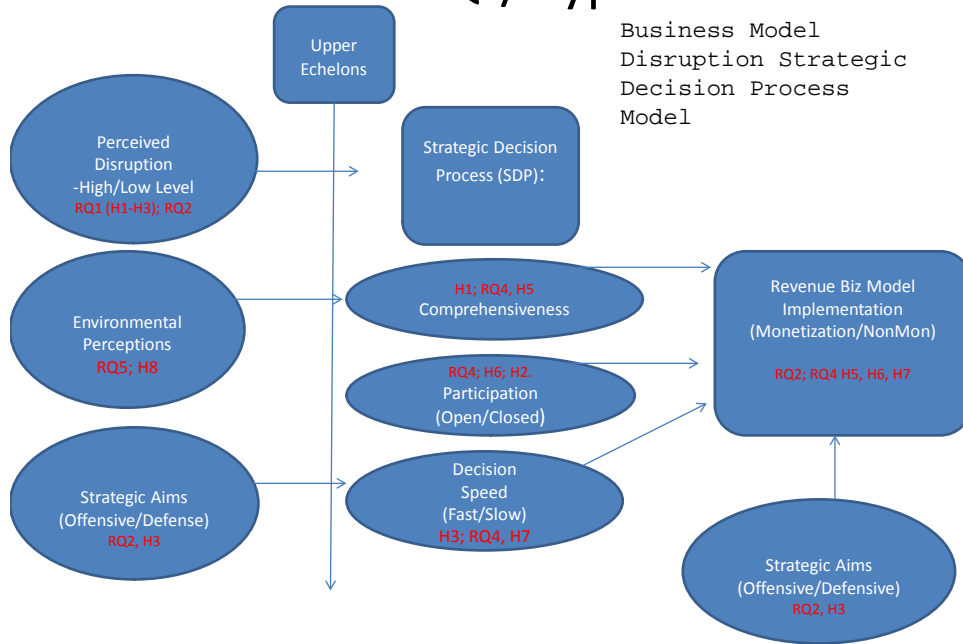 Business Model
Disruption Strategic
Decision Process
Model
Upper
Echelons
Perceived
Disruption
-High/Low Level
RQ1 (H1-H3); RQ2
Strategic Decision
Process (SDP):
Environmental
Perceptions
RQ5; H8
H1; RQ4, H5
Comprehensiveness
Revenue Biz Model
Implementation
(Monetization/NonMon)
RQ2; RQ4 H5, H6, H7
RQ4; H6; H2.
Participation
(Open/Closed)
Strategic Aims
(Offensive/Defense)
RQ2, H3
Decision
Speed
(Fast/Slow)
H3; RQ4, H7
Strategic Aims
(Offensive/Defensive)
RQ2, H3